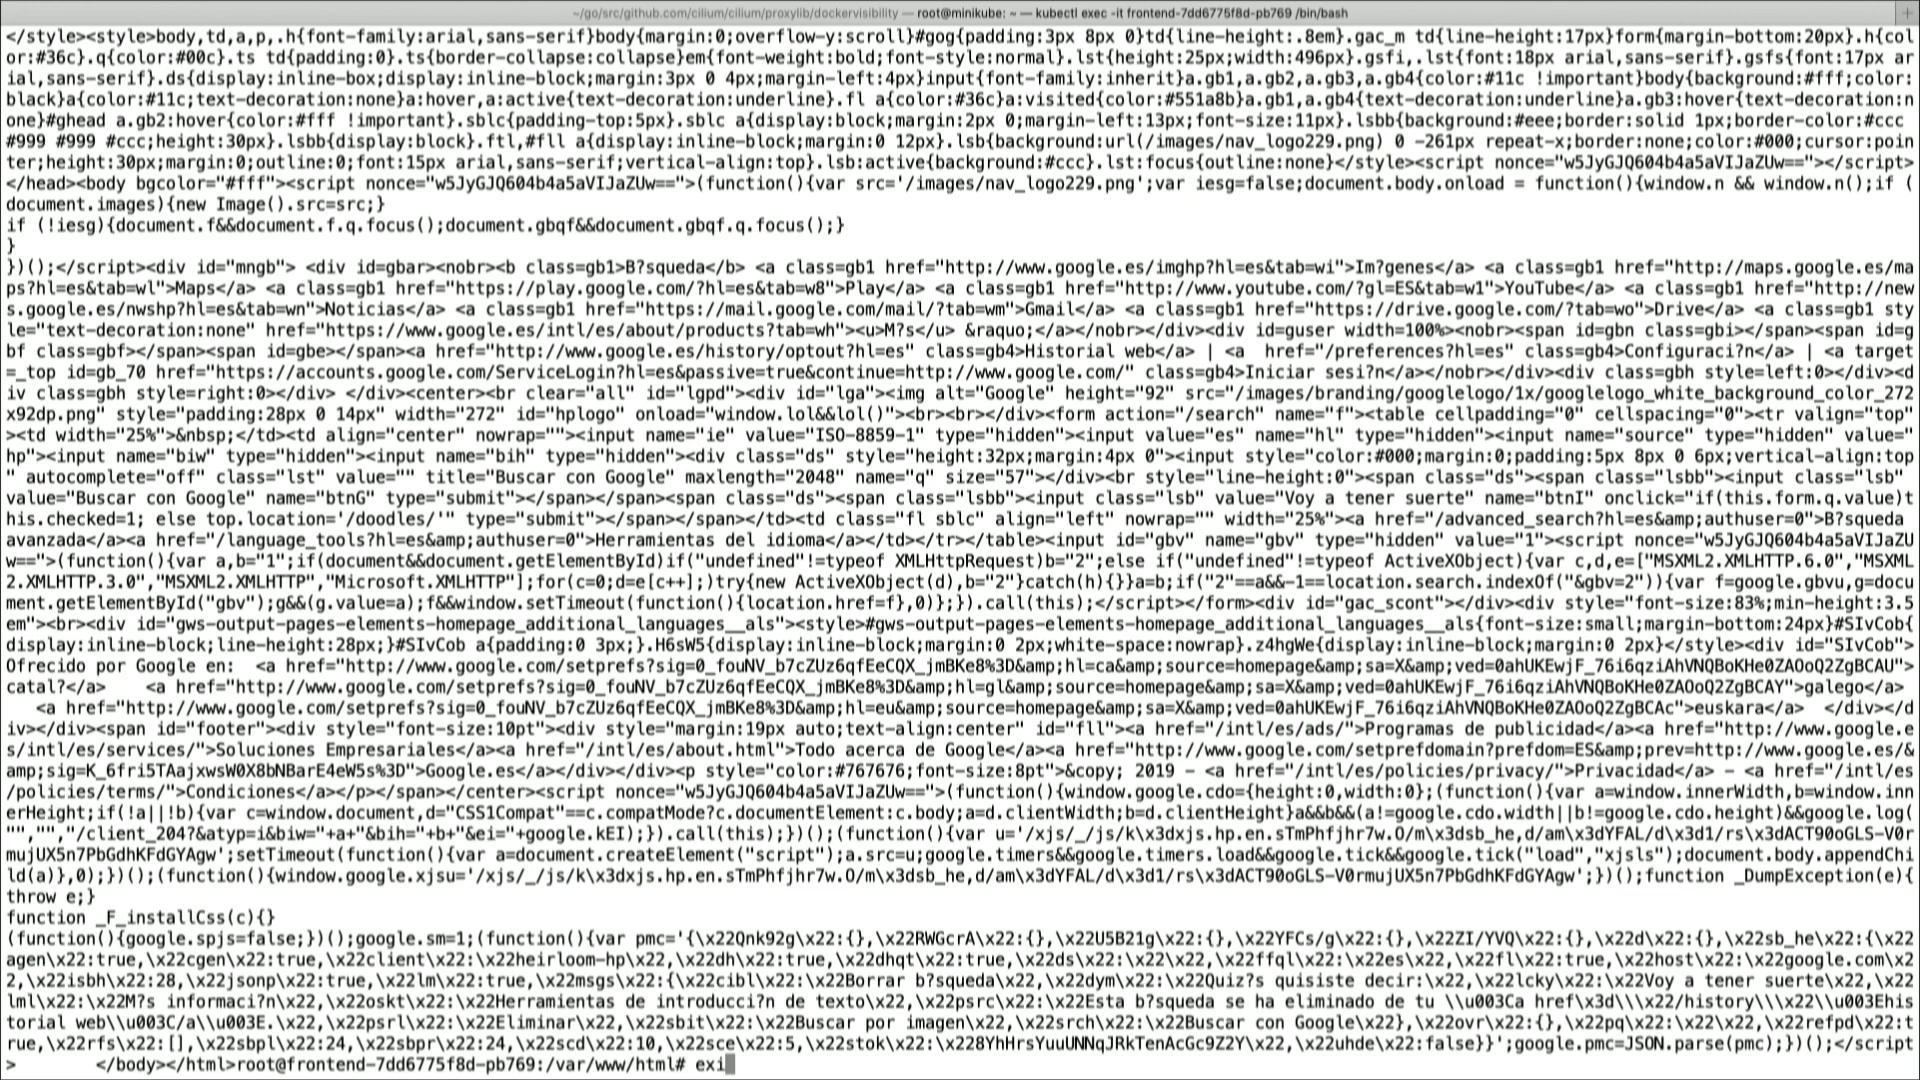 ~/go/src/github.com/cilium/cilium/proxylib/dockervisibility — root@minikube: ~ — kubectl exec -it frontend-7dd6775f8d-pb769 /bin/bash
</style><style>body,td,a,p,.h{font-family:arial,sans-serif}body{margin:0;overflow-y:scroll}#gog{padding:3px 8px 0}td{line-height:.8em}.gac_m td{line-height:17px}form{margin-bottom:20px}.h{col
or:#36c}.q{color:#00c}.ts td{padding:0}.ts{border-collapse:collapse}em{font-weight:bold;font-style:normal}.lst{height:25px;width:496px}.gsfi,.lst{font:18px arial,sans-serif}.gsfs{font:17px ar
ial,sans-serif}.ds{display:inline-box;display:inline-block;margin:3px 0 4px;margin-left:4px}input{font-family:inherit}a.gb1,a.gb2,a.gb3,a.gb4{color:#11c !important}body{background:#fff;color:
black}a{color:#11c;text-decoration:none}a:hover,a:active{text-decoration:underline}.fl a{color:#36c}a:visited{color:#551a8b}a.gb1,a.gb4{text-decoration:underline}a.gb3:hover{text-decoration:n
one}#ghead a.gb2:hover{color:#fff !important}.sblc{padding-top:5px}.sblc a{display:block;margin:2px 0;margin-left:13px;font-size:11px}.lsbb{background:#eee;border:solid 1px;border-color:#ccc
#999 #999 #ccc;height:30px}.lsbb{display:block}.ftl,#fll a{display:inline-block;margin:0 12px}.lsb{background:url(/images/nav_logo229.png) 0 -261px repeat-x;border:none;color:#000;cursor:poin
ter;height:30px;margin:0;outline:0;font:15px arial,sans-serif;vertical-align:top}.lsb:active{background:#ccc}.lst:focus{outline:none}</style><script nonce="w5JyGJQ604b4a5aVIJaZUw=="></script>
</head><body bgcolor="#fff"><script nonce="w5JyGJQ604b4a5aVIJaZUw==">(function(){var src='/images/nav_logo229.png';var iesg=false;document.body.onload = function(){window.n && window.n();if (
document.images){new Image().src=src;}
if (!iesg){document.f&&document.f.q.focus();document.gbqf&&document.gbqf.q.focus();}
}
})();</script><div id="mngb"> <div id=gbar><nobr><b class=gb1>B?squeda</b> <a class=gb1 href="http://www.google.es/imghp?hl=es&tab=wi">Im?genes</a> <a class=gb1 href="http://maps.google.es/ma
ps?hl=es&tab=wl">Maps</a> <a class=gb1 href="https://play.google.com/?hl=es&tab=w8">Play</a> <a class=gb1 href="http://www.youtube.com/?gl=ES&tab=w1">YouTube</a> <a class=gb1 href="http://new
s.google.es/nwshp?hl=es&tab=wn">Noticias</a> <a class=gb1 href="https://mail.google.com/mail/?tab=wm">Gmail</a> <a class=gb1 href="https://drive.google.com/?tab=wo">Drive</a> <a class=gb1 sty
le="text-decoration:none" href="https://www.google.es/intl/es/about/products?tab=wh"><u>M?s</u> &raquo;</a></nobr></div><div id=guser width=100%><nobr><span id=gbn class=gbi></span><span id=g
bf class=gbf></span><span id=gbe></span><a href="http://www.google.es/history/optout?hl=es" class=gb4>Historial web</a> | <a  href="/preferences?hl=es" class=gb4>Configuraci?n</a> | <a target
=_top id=gb_70 href="https://accounts.google.com/ServiceLogin?hl=es&passive=true&continue=http://www.google.com/" class=gb4>Iniciar sesi?n</a></nobr></div><div class=gbh style=left:0></div><d
iv class=gbh style=right:0></div> </div><center><br clear="all" id="lgpd"><div id="lga"><img alt="Google" height="92" src="/images/branding/googlelogo/1x/googlelogo_white_background_color_272
x92dp.png" style="padding:28px 0 14px" width="272" id="hplogo" onload="window.lol&&lol()"><br><br></div><form action="/search" name="f"><table cellpadding="0" cellspacing="0"><tr valign="top"
><td width="25%">&nbsp;</td><td align="center" nowrap=""><input name="ie" value="ISO-8859-1" type="hidden"><input value="es" name="hl" type="hidden"><input name="source" type="hidden" value="
hp"><input name="biw" type="hidden"><input name="bih" type="hidden"><div class="ds" style="height:32px;margin:4px 0"><input style="color:#000;margin:0;padding:5px 8px 0 6px;vertical-align:top
" autocomplete="off" class="lst" value="" title="Buscar con Google" maxlength="2048" name="q" size="57"></div><br style="line-height:0"><span class="ds"><span class="lsbb"><input class="lsb"
value="Buscar con Google" name="btnG" type="submit"></span></span><span class="ds"><span class="lsbb"><input class="lsb" value="Voy a tener suerte" name="btnI" onclick="if(this.form.q.value)t
his.checked=1; else top.location='/doodles/'" type="submit"></span></span></td><td class="fl sblc" align="left" nowrap="" width="25%"><a href="/advanced_search?hl=es&amp;authuser=0">B?squeda
avanzada</a><a href="/language_tools?hl=es&amp;authuser=0">Herramientas del idioma</a></td></tr></table><input id="gbv" name="gbv" type="hidden" value="1"><script nonce="w5JyGJQ604b4a5aVIJaZU
w==">(function(){var a,b="1";if(document&&document.getElementById)if("undefined"!=typeof XMLHttpRequest)b="2";else if("undefined"!=typeof ActiveXObject){var c,d,e=["MSXML2.XMLHTTP.6.0","MSXML
2.XMLHTTP.3.0","MSXML2.XMLHTTP","Microsoft.XMLHTTP"];for(c=0;d=e[c++];)try{new ActiveXObject(d),b="2"}catch(h){}}a=b;if("2"==a&&-1==location.search.indexOf("&gbv=2")){var f=google.gbvu,g=docu
ment.getElementById("gbv");g&&(g.value=a);f&&window.setTimeout(function(){location.href=f},0)};}).call(this);</script></form><div id="gac_scont"></div><div style="font-size:83%;min-height:3.5
em"><br><div id="gws-output-pages-elements-homepage_additional_languages__als"><style>#gws-output-pages-elements-homepage_additional_languages__als{font-size:small;margin-bottom:24px}#SIvCob{
display:inline-block;line-height:28px;}#SIvCob a{padding:0 3px;}.H6sW5{display:inline-block;margin:0 2px;white-space:nowrap}.z4hgWe{display:inline-block;margin:0 2px}</style><div id="SIvCob">
Ofrecido por Google en:  <a href="http://www.google.com/setprefs?sig=0_fouNV_b7cZUz6qfEeCQX_jmBKe8%3D&amp;hl=ca&amp;source=homepage&amp;sa=X&amp;ved=0ahUKEwjF_76i6qziAhVNQBoKHe0ZAOoQ2ZgBCAU">
catal?</a>    <a href="http://www.google.com/setprefs?sig=0_fouNV_b7cZUz6qfEeCQX_jmBKe8%3D&amp;hl=gl&amp;source=homepage&amp;sa=X&amp;ved=0ahUKEwjF_76i6qziAhVNQBoKHe0ZAOoQ2ZgBCAY">galego</a>
<a href="http://www.google.com/setprefs?sig=0_fouNV_b7cZUz6qfEeCQX_jmBKe8%3D&amp;hl=eu&amp;source=homepage&amp;sa=X&amp;ved=0ahUKEwjF_76i6qziAhVNQBoKHe0ZAOoQ2ZgBCAc">euskara</a>  </div></d
iv></div><span id="footer"><div style="font-size:10pt"><div style="margin:19px auto;text-align:center" id="fll"><a href="/intl/es/ads/">Programas de publicidad</a><a href="http://www.google.e
s/intl/es/services/">Soluciones Empresariales</a><a href="/intl/es/about.html">Todo acerca de Google</a><a href="http://www.google.com/setprefdomain?prefdom=ES&amp;prev=http://www.google.es/&
amp;sig=K_6fri5TAajxwsW0X8bNBarE4eW5s%3D">Google.es</a></div></div><p style="color:#767676;font-size:8pt">&copy; 2019 - <a href="/intl/es/policies/privacy/">Privacidad</a> - <a href="/intl/es
/policies/terms/">Condiciones</a></p></span></center><script nonce="w5JyGJQ604b4a5aVIJaZUw==">(function(){window.google.cdo={height:0,width:0};(function(){var a=window.innerWidth,b=window.inn
erHeight;if(!a||!b){var c=window.document,d="CSS1Compat"==c.compatMode?c.documentElement:c.body;a=d.clientWidth;b=d.clientHeight}a&&b&&(a!=google.cdo.width||b!=google.cdo.height)&&google.log(
"","","/client_204?&atyp=i&biw="+a+"&bih="+b+"&ei="+google.kEI);}).call(this);})();(function(){var u='/xjs/_/js/k\x3dxjs.hp.en.sTmPhfjhr7w.O/m\x3dsb_he,d/am\x3dYFAL/d\x3d1/rs\x3dACT90oGLS-V0r
mujUX5n7PbGdhKFdGYAgw';setTimeout(function(){var a=document.createElement("script");a.src=u;google.timers&&google.timers.load&&google.tick&&google.tick("load","xjsls");document.body.appendChi
ld(a)},0);})();(function(){window.google.xjsu='/xjs/_/js/k\x3dxjs.hp.en.sTmPhfjhr7w.O/m\x3dsb_he,d/am\x3dYFAL/d\x3d1/rs\x3dACT90oGLS-V0rmujUX5n7PbGdhKFdGYAgw';})();function _DumpException(e){
throw e;}
function _F_installCss(c){}
(function(){google.spjs=false;})();google.sm=1;(function(){var pmc='{\x22Qnk92g\x22:{},\x22RWGcrA\x22:{},\x22U5B21g\x22:{},\x22YFCs/g\x22:{},\x22ZI/YVQ\x22:{},\x22d\x22:{},\x22sb_he\x22:{\x22
agen\x22:true,\x22cgen\x22:true,\x22client\x22:\x22heirloom-hp\x22,\x22dh\x22:true,\x22dhqt\x22:true,\x22ds\x22:\x22\x22,\x22ffql\x22:\x22es\x22,\x22fl\x22:true,\x22host\x22:\x22google.com\x2
2,\x22isbh\x22:28,\x22jsonp\x22:true,\x22lm\x22:true,\x22msgs\x22:{\x22cibl\x22:\x22Borrar b?squeda\x22,\x22dym\x22:\x22Quiz?s quisiste decir:\x22,\x22lcky\x22:\x22Voy a tener suerte\x22,\x22
lml\x22:\x22M?s informaci?n\x22,\x22oskt\x22:\x22Herramientas de introducci?n de texto\x22,\x22psrc\x22:\x22Esta b?squeda se ha eliminado de tu \\u003Ca href\x3d\\\x22/history\\\x22\\u003Ehis
torial web\\u003C/a\\u003E.\x22,\x22psrl\x22:\x22Eliminar\x22,\x22sbit\x22:\x22Buscar por imagen\x22,\x22srch\x22:\x22Buscar con Google\x22},\x22ovr\x22:{},\x22pq\x22:\x22\x22,\x22refpd\x22:t
rue,\x22rfs\x22:[],\x22sbpl\x22:24,\x22sbpr\x22:24,\x22scd\x22:10,\x22sce\x22:5,\x22stok\x22:\x228YhHrsYuuUNNqJRkTenAcGc9Z2Y\x22,\x22uhde\x22:false}}';google.pmc=JSON.parse(pmc);})();</script
>        </body></html>root@frontend-7dd6775f8d-pb769:/var/www/html# exi